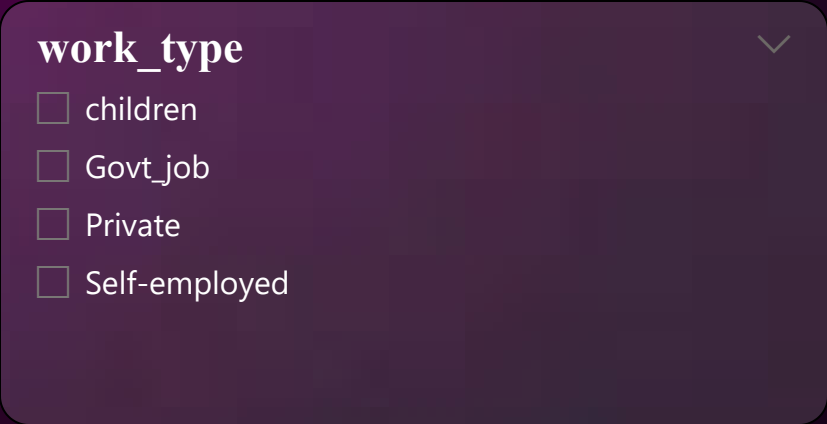 work_type
children
Govt_job
Private
Self-employed